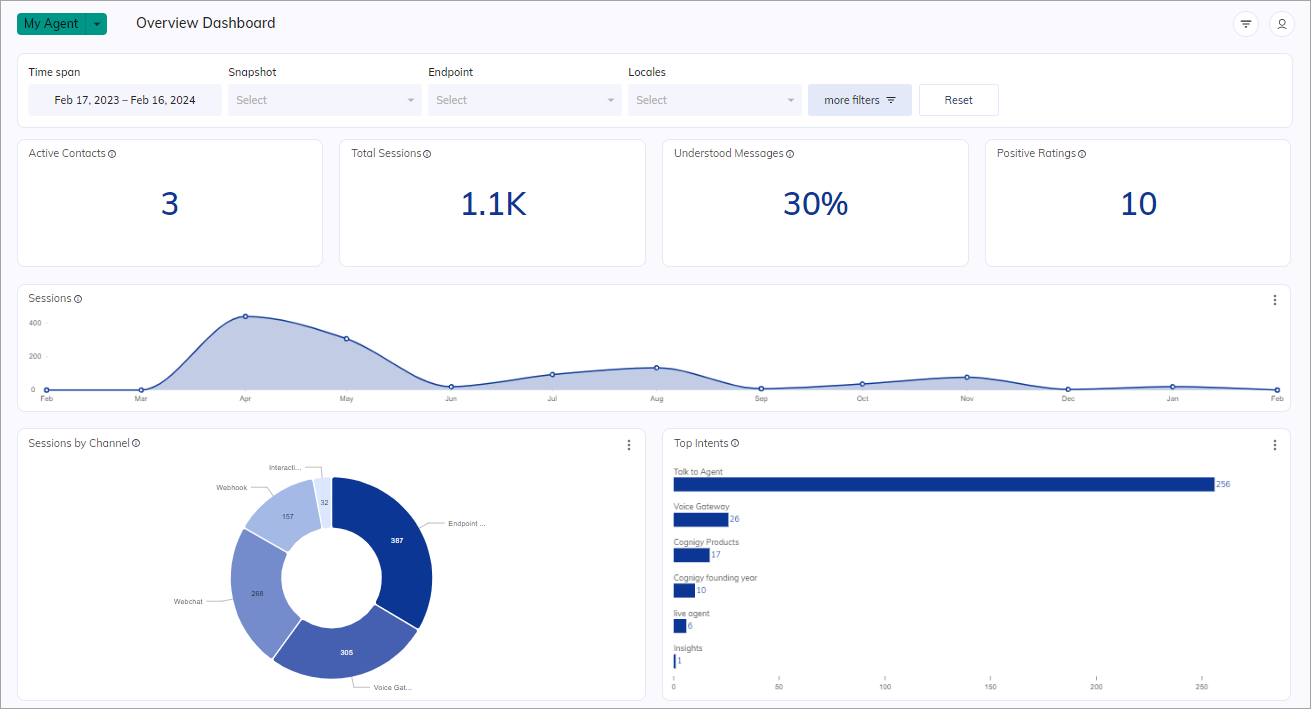 My Agent
Overview Dashboard
Time span
Snapshot
Endpoint
Locales
Feb 17, 2023 – Feb 16, 2024
Select
Select
Select
more filters
Reset
Active Contacts
Total Sessions
Understood Messages
Positive Ratings
3
1.1K
30%
10
Sessions
400
200
0
Feb Mar Apr May Jun Jul Aug Sep Oct Nov Dec Jan Feb
Sessions by Channel
Interacti...
Webhook
32
157
Endpoint ...
387
Webchat
268
305
Voice Gat...
Top Intents
Talk to Agent
256
Voice Gateway
26
Cognigy Products
17
Cognigy founding year
10
live agent
6
Insights
1
0 50 100 150 200 250